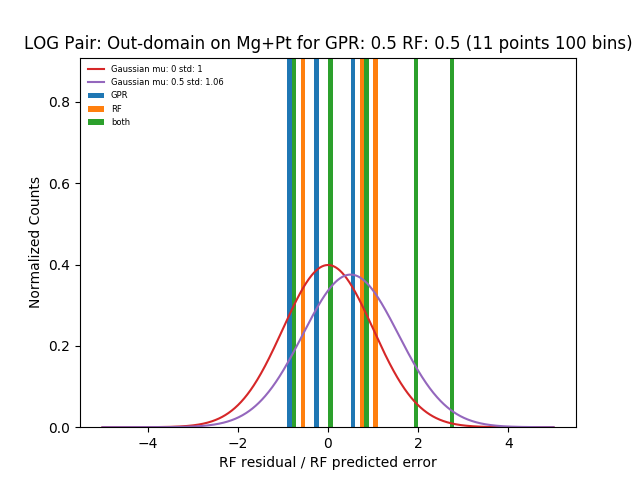 LOG Pair: Out-domain on Mg+Pt for GPR: 0.5 RF: 0.5 (11 points 100 bins)
Gaussian mu: 0 std: 1
Gaussian mu: 0.5 std: 1.06
GPR
RF
both
Normalized Counts
0.8
0.6
0.4
0.2
0.0
−4
−2
0
2
4
RF residual / RF predicted error